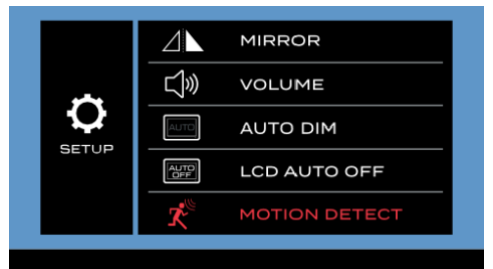 MIRROR
VOLUME
AUTO
AUTO DIM
SETUP
AUTO
OFF
LCD AUTO OFF
MOTION DETECT